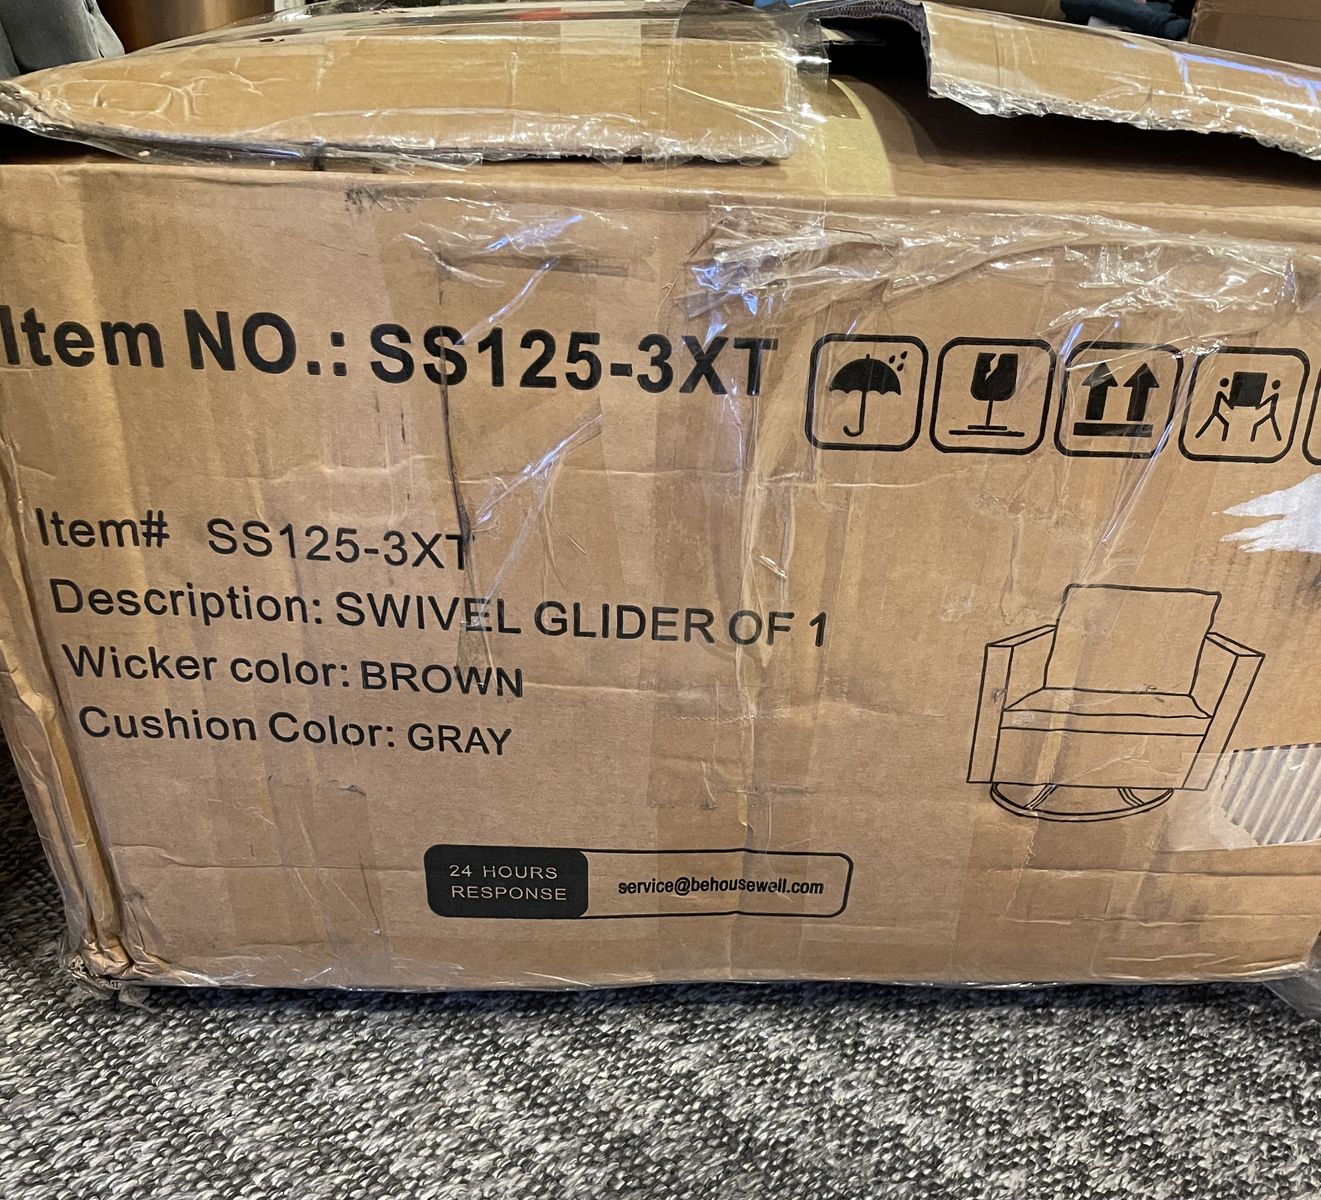 Item NO.: SS125-3XT
Item# SS125-3XT
Description: SWIVEL GLIDER OF 1
Wicker color: BROWN
Cushion Color: GRAY
24 HOURS
RESPONSE
service@behousewell.com